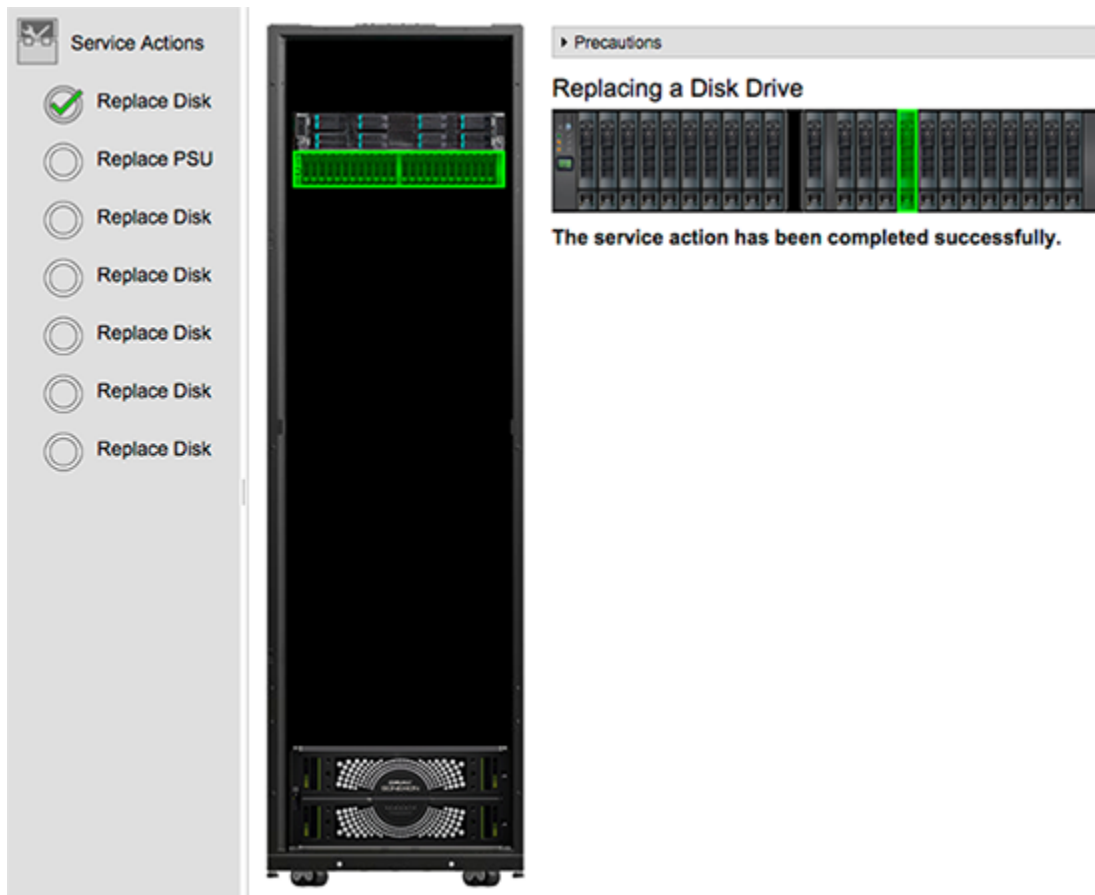 Service Actions
Replace Disk
Replace PSU
Replace Disk
Replace Disk
Replace Disk
Replace Disk
Replace Disk
Precautions
Replacing a Disk Drive
The service action has been completed successfully.
SONEXION